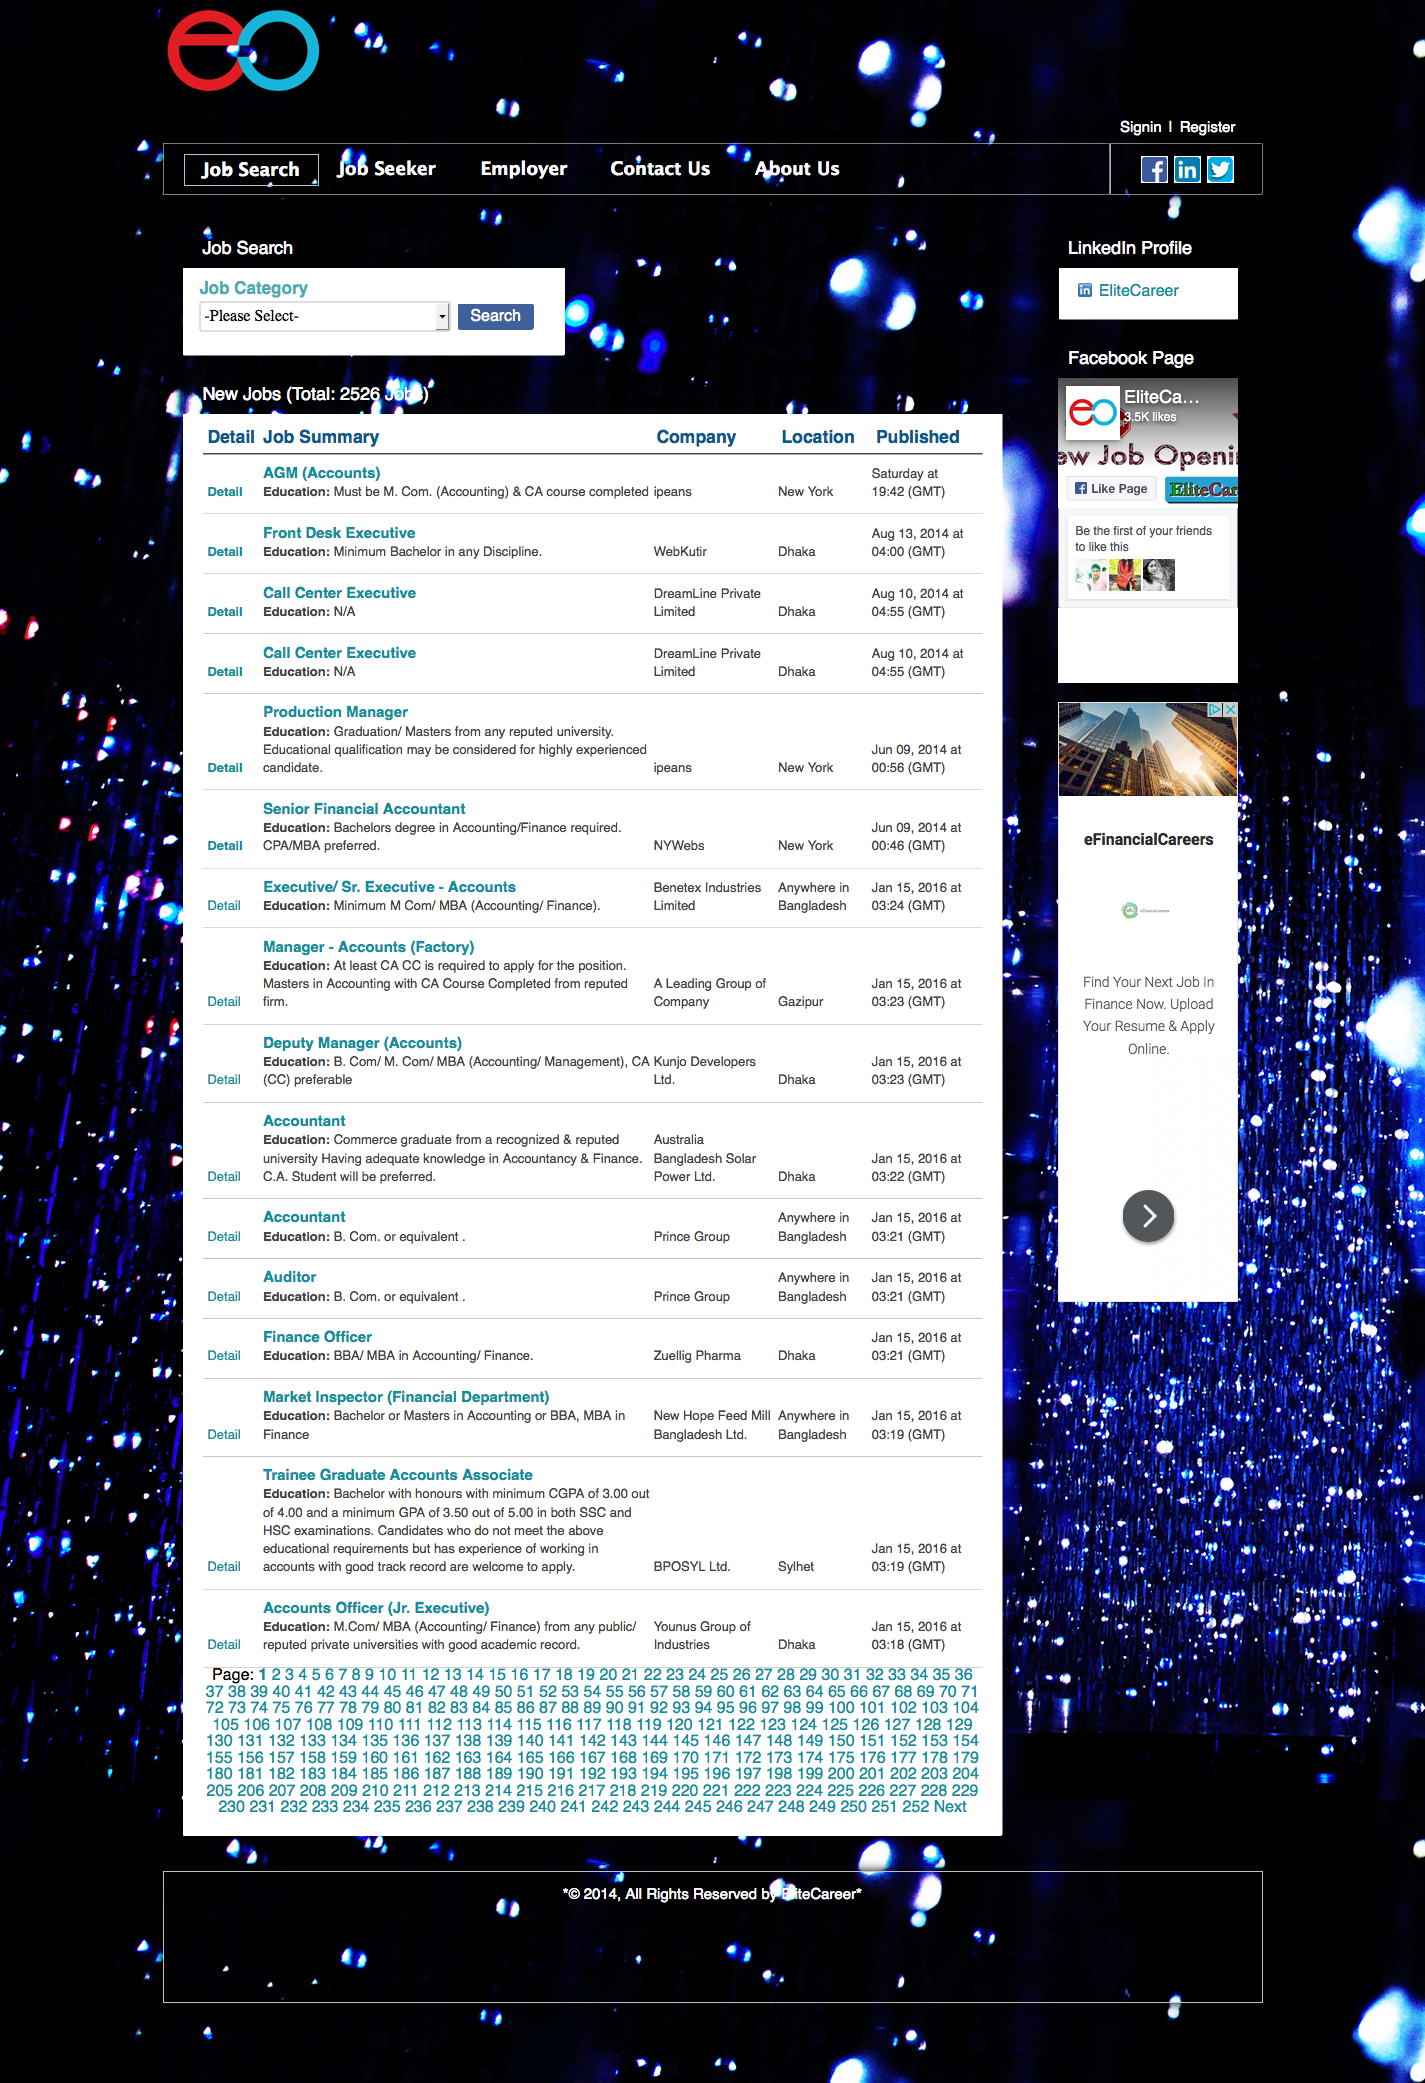 eo
Signin | Register
Job Search Job Seeker Employer Contact Us About Us
Job Search
Job Category
-Please Select- Search
New Jobs (Total: 2526 Jobs)
Detail Job Summary Company Location Published
AGM (Accounts) Saturday at
Detail Education: Must be M. Com. (Accounting) & CA course completed ipeans New York 19:42 (GMT)
Front Desk Executive Aug 13, 2014 at
Detail Education: Minimum Bachelor in any Discipline. WebKutir Dhaka 04:00 (GMT)
Call Center Executive DreamLine Private Aug 10, 2014 at
Detail Education: N/A Limited Dhaka 04:55 (GMT)
Call Center Executive DreamLine Private Aug 10, 2014 at
Detail Education: N/A Limited Dhaka 04:55 (GMT)
Production Manager
Education: Graduation/ Masters from any reputed university.
Educational qualification may be considered for highly experienced Jun 09, 2014 at
Detail candidate. ipeans New York 00:56 (GMT)
Senior Financial Accountant
Education: Bachelors degree in Accounting/Finance required. Jun 09, 2014 at
Detail CPA/MBA preferred. NYWebs New York 00:46 (GMT)
Executive/ Sr. Executive - Accounts Benetex Industries Anywhere in Jan 15, 2016 at
Detail Education: Minimum M Com/ MBA (Accounting/ Finance). Limited Bangladesh 03:24 (GMT)
Manager - Accounts (Factory)
Education: At least CA CC is required to apply for the position.
Masters in Accounting with CA Course Completed from reputed A Leading Group of Jan 15, 2016 at
Detail firm. Company Gazipur 03:23 (GMT)
Deputy Manager (Accounts)
Education: B. Com/ M. Com/ MBA (Accounting/ Management), CA Kunjo Developers Jan 15, 2016 at
Detail (CC) preferable Ltd. Dhaka 03:23 (GMT)
Accountant
Education: Commerce graduate from a recognized & reputed Australia
university Having adequate knowledge in Accountancy & Finance. Bangladesh Solar Jan 15, 2016 at
Detail C.A. Student will be preferred. Power Ltd. Dhaka 03:22 (GMT)
Accountant Anywhere in Jan 15, 2016 at
Detail Education: B. Com. or equivalent . Prince Group Bangladesh 03:21 (GMT)
Auditor Anywhere in Jan 15, 2016 at
Detail Education: B. Com. or equivalent . Prince Group Bangladesh 03:21 (GMT)
Finance Officer Jan 15, 2016 at
Detail Education: BBA/ MBA in Accounting/ Finance. Zuellig Pharma Dhaka 03:21 (GMT)
Market Inspector (Financial Department)
Education: Bachelor or Masters in Accounting or BBA, MBA in New Hope Feed Mill Anywhere in Jan 15, 2016 at
Detail Finance Bangladesh Ltd. Bangladesh 03:19 (GMT)
Trainee Graduate Accounts Associate
Education: Bachelor with honours with minimum CGPA of 3.00 out
of 4.00 and a minimum GPA of 3.50 out of 5.00 in both SSC and
HSC examinations. Candidates who do not meet the above
educational requirements but has experience of working in Jan 15, 2016 at
Detail accounts with good track record are welcome to apply. BPOSYL Ltd. Sylhet 03:19 (GMT)
Accounts Officer (Jr. Executive)
Education: M.Com/ MBA (Accounting/ Finance) from any public/ Younus Group of Jan 15, 2016 at
Detail reputed private universities with good academic record. Industries Dhaka 03:18 (GMT)
Page: 1 2 3 4 5 6 7 8 9 10 11 12 13 14 15 16 17 18 19 20 21 22 23 24 25 26 27 28 29 30 31 32 33 34 35 36
37 38 39 40 41 42 43 44 45 46 47 48 49 50 51 52 53 54 55 56 57 58 59 60 61 62 63 64 65 66 67 68 69 70 71
72 73 74 75 76 77 78 79 80 81 82 83 84 85 86 87 88 89 90 91 92 93 94 95 96 97 98 99 100 101 102 103 104
105 106 107 108 109 110 111 112 113 114 115 116 117 118 119 120 121 122 123 124 125 126 127 128 129
130 131 132 133 134 135 136 137 138 139 140 141 142 143 144 145 146 147 148 149 150 151 152 153 154
155 156 157 158 159 160 161 162 163 164 165 166 167 168 169 170 171 172 173 174 175 176 177 178 179
180 181 182 183 184 185 186 187 188 189 190 191 192 193 194 195 196 197 198 199 200 201 202 203 204
205 206 207 208 209 210 211 212 213 214 215 216 217 218 219 220 221 222 223 224 225 226 227 228 229
230 231 232 233 234 235 236 237 238 239 240 241 242 243 244 245 246 247 248 249 250 251 252 Next
LinkedIn Profile
EliteCareer
Facebook Page
EliteCa...
3.5K likes
ew Job Openi
Like Page EliteCar
Be the first of your friends
to like this
eFinancialCareers
eFinancialCareers
Find Your Next Job In
Finance Now. Upload
Your Resume & Apply
Online.
*© 2014, All Rights Reserved by EliteCareer*